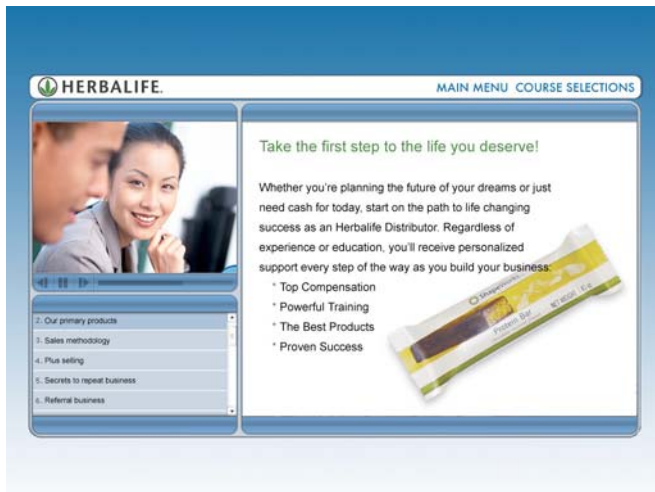 HERBALIFE.
MAIN MENU COURSE SELECTIONS
Take the first step to the life you deserve!
Whether you're planning the future of your dreams or just
need cash for today, start on the path to life changing
success as an Herbalife Distributor. Regardless of
experience or education, you'll receive personalized
support every step of the way as you build your business:
* Top Compensation
* Powerful Training
* The Best Products
* Proven Success
ShapeWorks
Protein Bar
2. Our primary products
3. Sales methodology
4. Plus selling
5. Secrets to repeat business
6. Referral business